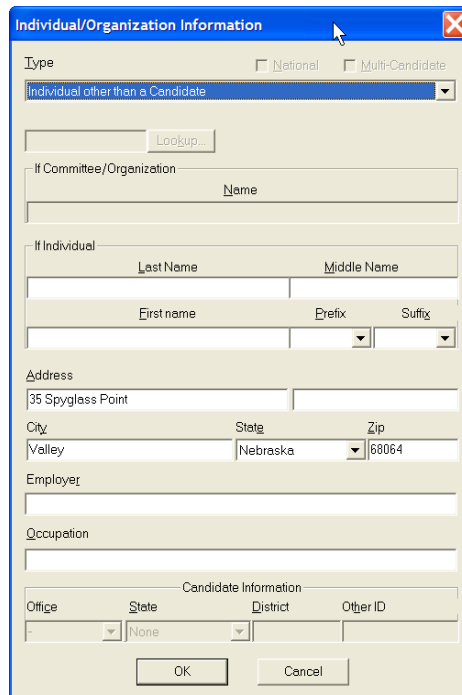 Individual/Organization Information
Type National Multi-Candidate
Individual other than a Candidate
Lookup...
If Committee/Organization
Name
If Individual
Last Name Middle Name
First name Prefix Suffix
Address
35 Spyglass Point
City State Zip
Valley Nebraska 68064
Employer
Occupation
Candidate Information
Office State District Other ID
- None
OK Cancel